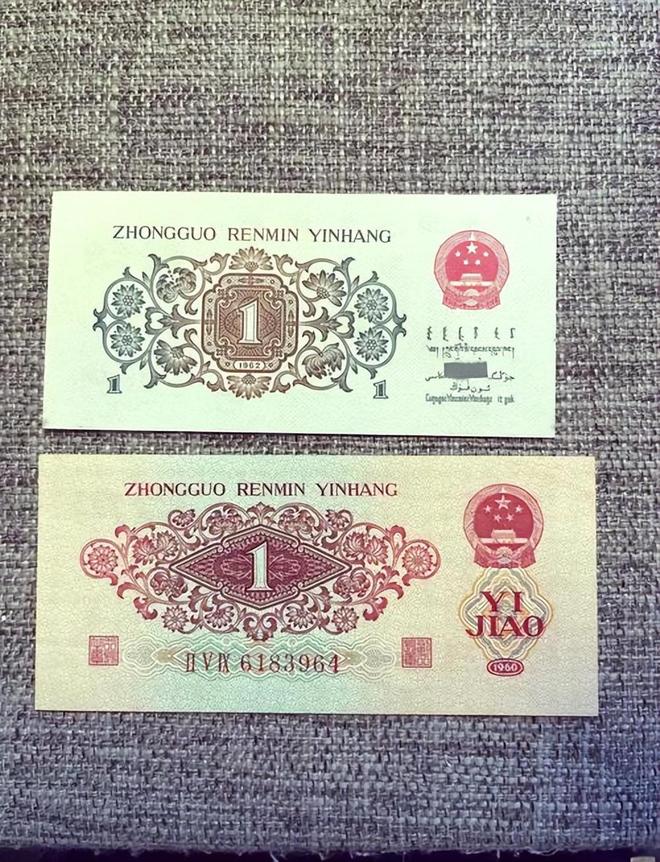 ZHONGGUO RENMIN YINHANG
1
(1962)
1 1
ZHONGGUO RENMIN YINHANG
1
YI
JIAO
ⅡⅤⅨ 6183964
1960